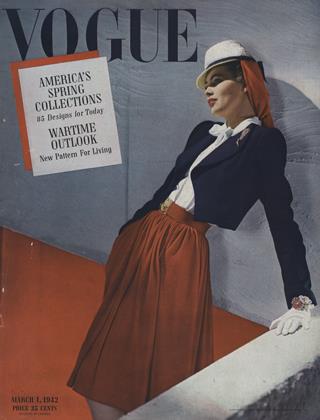 VOGUE
AMERICA'S
SPRING
COLLECTIONS
85 Designs for Today
WARTIME
OUTLOOK
New Pattern For Living
MARCH 1, 1942
PRICE 35 CENTS